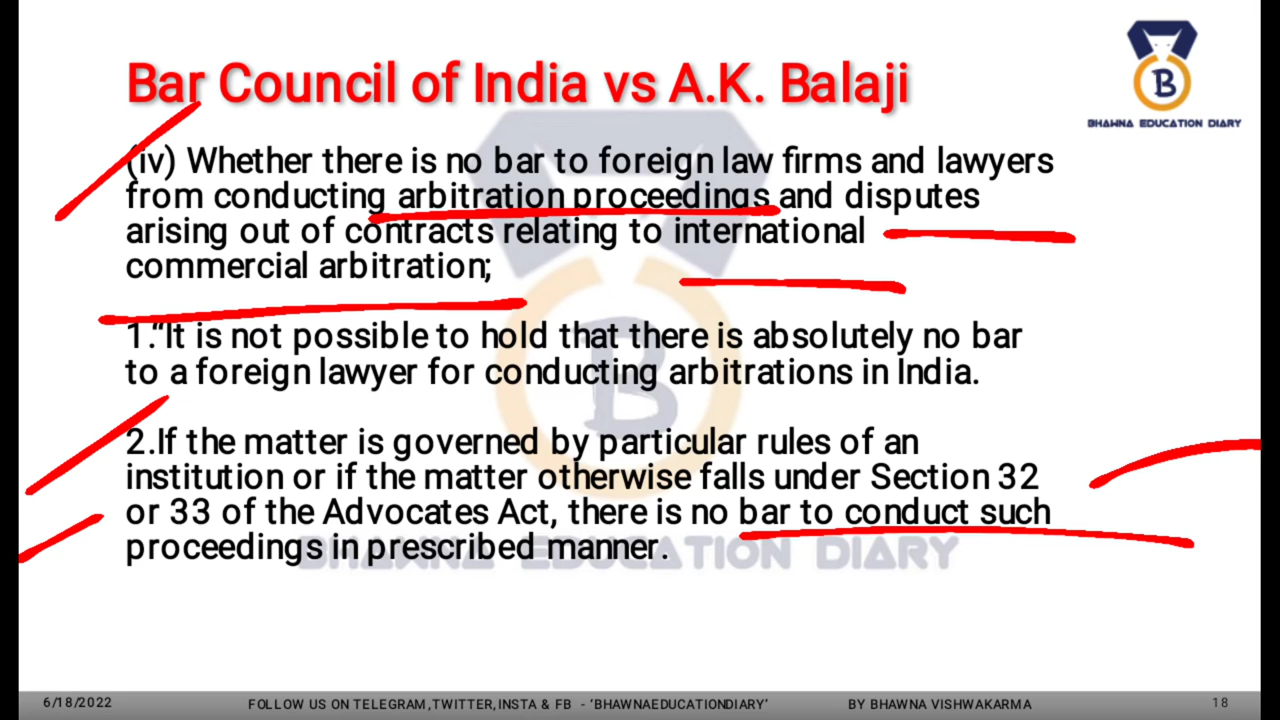 Bar Council of India vs A.K. Balaji
BHAWNA EDUCATION DIARY
(iv) Whether there is no bar to foreign law firms and lawyers
from conducting arbitration proceedings and disputes
arising out of contracts relating to international
commercial arbitration;
1.“It is not possible to hold that there is absolutely no bar
to a foreign lawyer for conducting arbitrations in India.
2.If the matter is governed by particular rules of an
institution or if the matter otherwise falls under Section 32
or 33 of the Advocates Act, there is no bar to conduct such
proceedings in prescribed manner.
BHAWNA EDUCATION DIARY
6/18/2022 FOLLOW US ON TELEGRAM,TWITTER,INSTA & FB - ‘BHAWNAEDUCATIONDIARY’ BY BHAWNA VISHWAKARMA 18